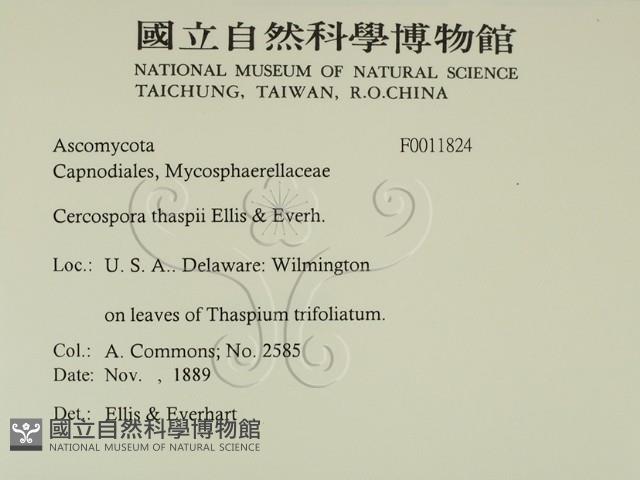 國立自然科學博物館
NATIONAL MUSEUM OF NATURAL SCIENCE
TAICHUNG, TAIWAN, R.O.CHINA
Ascomycota F0011824
Capnodiales, Mycosphaerellaceae
Cercospora thaspii Ellis & Everh.
Loc.: U. S. A.. Delaware: Wilmington
on leaves of Thaspium trifoliatum.
Col.: A. Commons; No. 2585
Date: Nov. , 1889
Det.: Ellis & Everhart
國立自然科學博物館
NATIONAL MUSEUM OF NATURAL SCIENCE